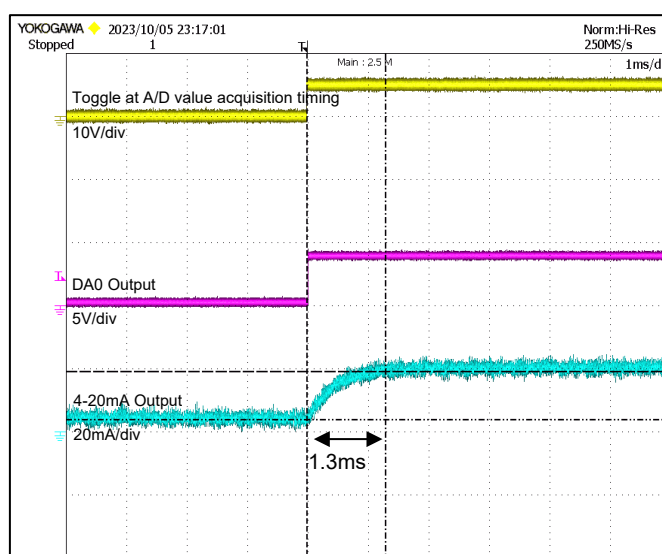 YOKOGAWA 2023/10/05 23:17:01 Norm:Hi-Res
Stopped 1 250MS/s
Main : 2.5 M 1ms/d
Toggle at A/D value acquisition timing
10V/div
DA0 Output
5V/div
4-20mA Output
20mA/div
1.3ms